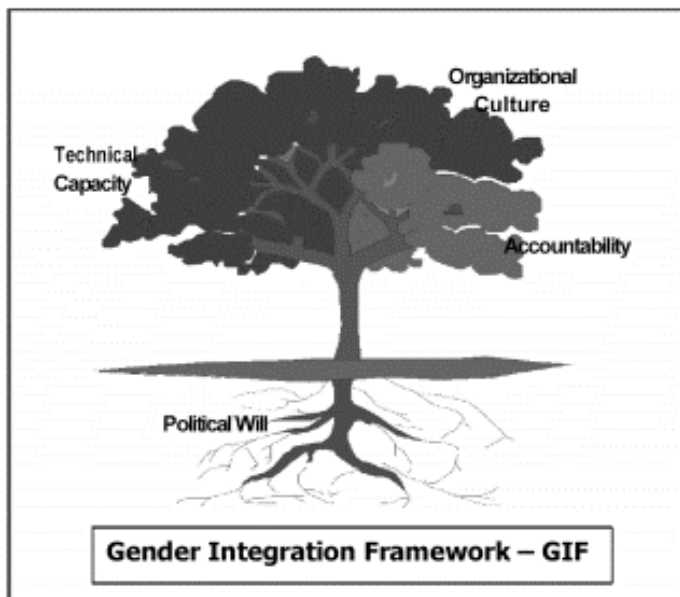 Organizational
Culture
Technical
Capacity
Accountability
Political Will
Gender Integration Framework – GIF